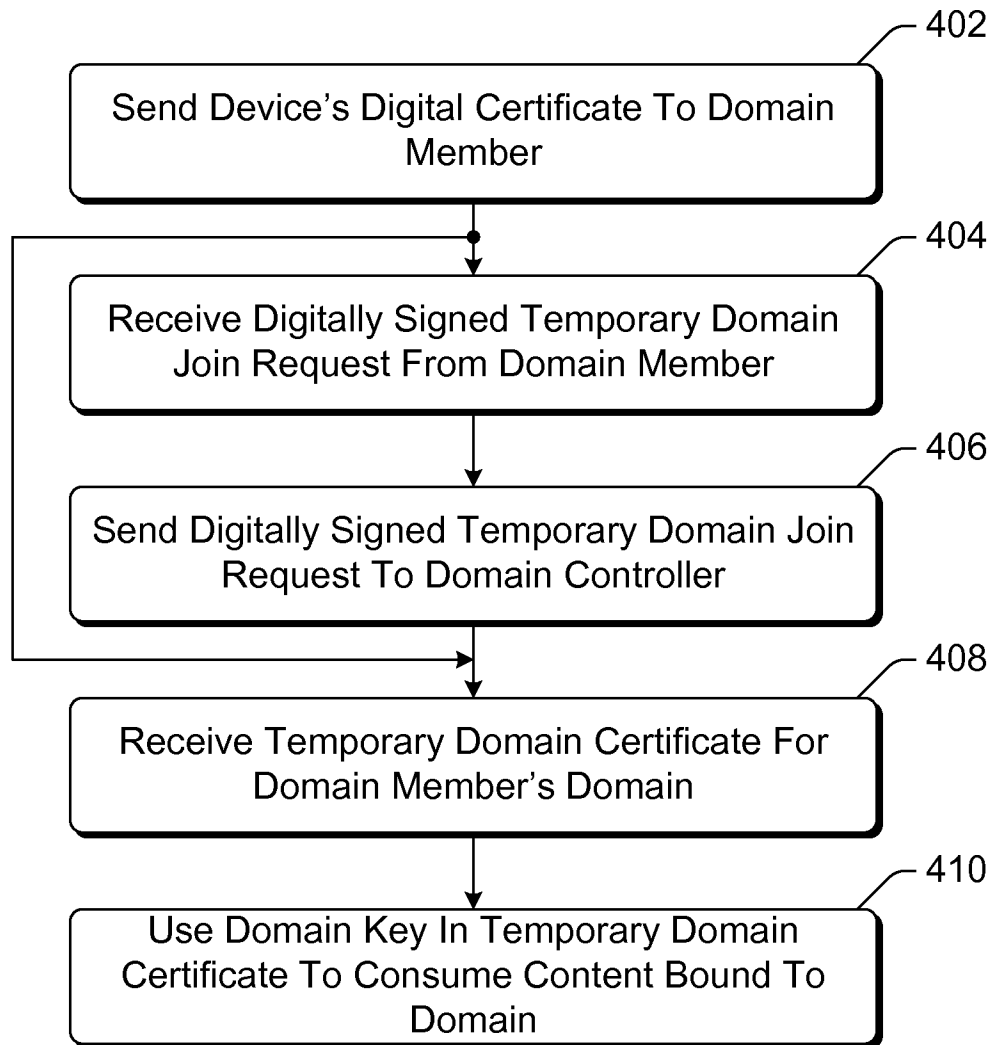 402
Send Device's Digital Certificate To Domain
Member
404
Receive Digitally Signed Temporary Domain
Join Request From Domain Member
406
Send Digitally Signed Temporary Domain Join
Request To Domain Controller
408
Receive Temporary Domain Certificate For
Domain Member's Domain
410
Use Domain Key In Temporary Domain
Certificate To Consume Content Bound To
Domain